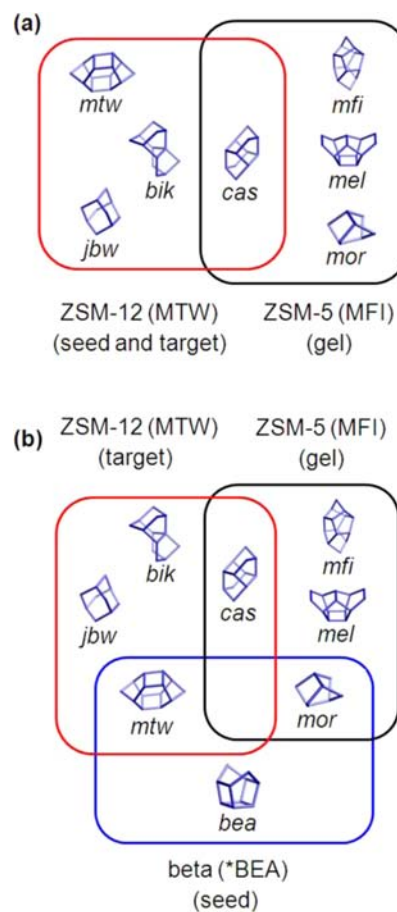 (a)
mtw
bik
jbw
cas
mfi
mel
mor
ZSM-12 (MTW)
(seed and target)
ZSM-5 (MFI)
(gel)
(b)
ZSM-12 (MTW)
(target)
ZSM-5 (MFI)
(gel)
bik
jbw
cas
mfi
mel
mtw
mor
bea
beta (*BEA)
(seed)